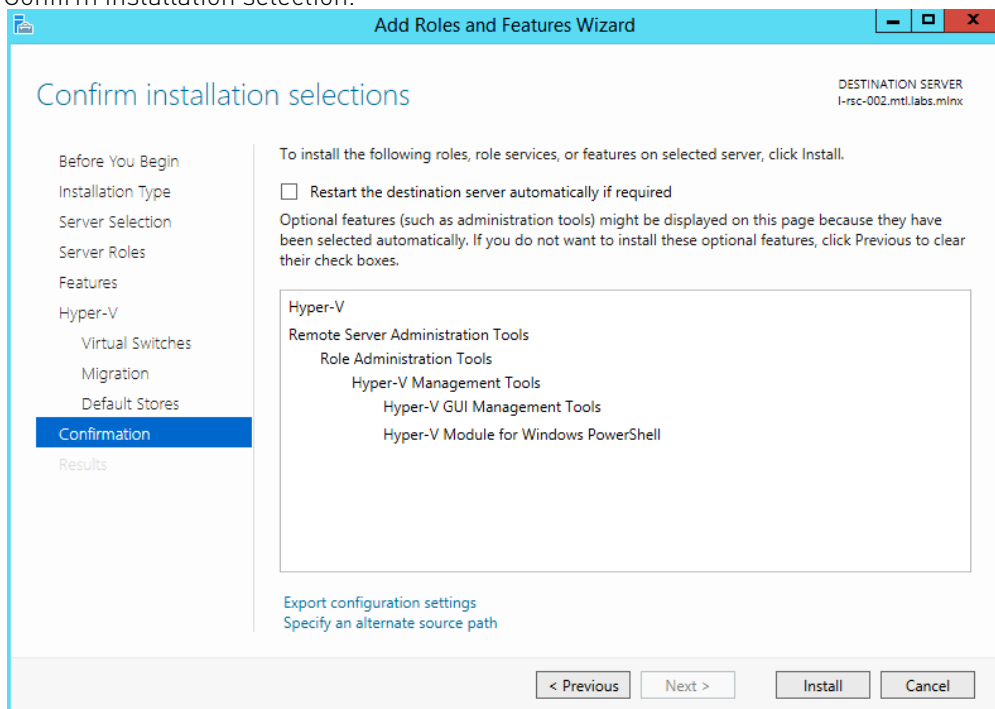 Confirm installation selection.
Add Roles and Features Wizard
Confirm installation selections
DESTINATION SERVER
l-rsc-002.mtl.labs.mlnx
Before You Begin
Installation Type
Server Selection
Server Roles
Features
Hyper-V
Virtual Switches
Migration
Default Stores
Confirmation
Results
To install the following roles, role services, or features on selected server, click Install.
Restart the destination server automatically if required
Optional features (such as administration tools) might be displayed on this page because they have
been selected automatically. If you do not want to install these optional features, click Previous to clear
their check boxes.
Hyper-V
Remote Server Administration Tools
Role Administration Tools
Hyper-V Management Tools
Hyper-V GUI Management Tools
Hyper-V Module for Windows PowerShell
Export configuration settings
Specify an alternate source path
< Previous
Next >
Install
Cancel